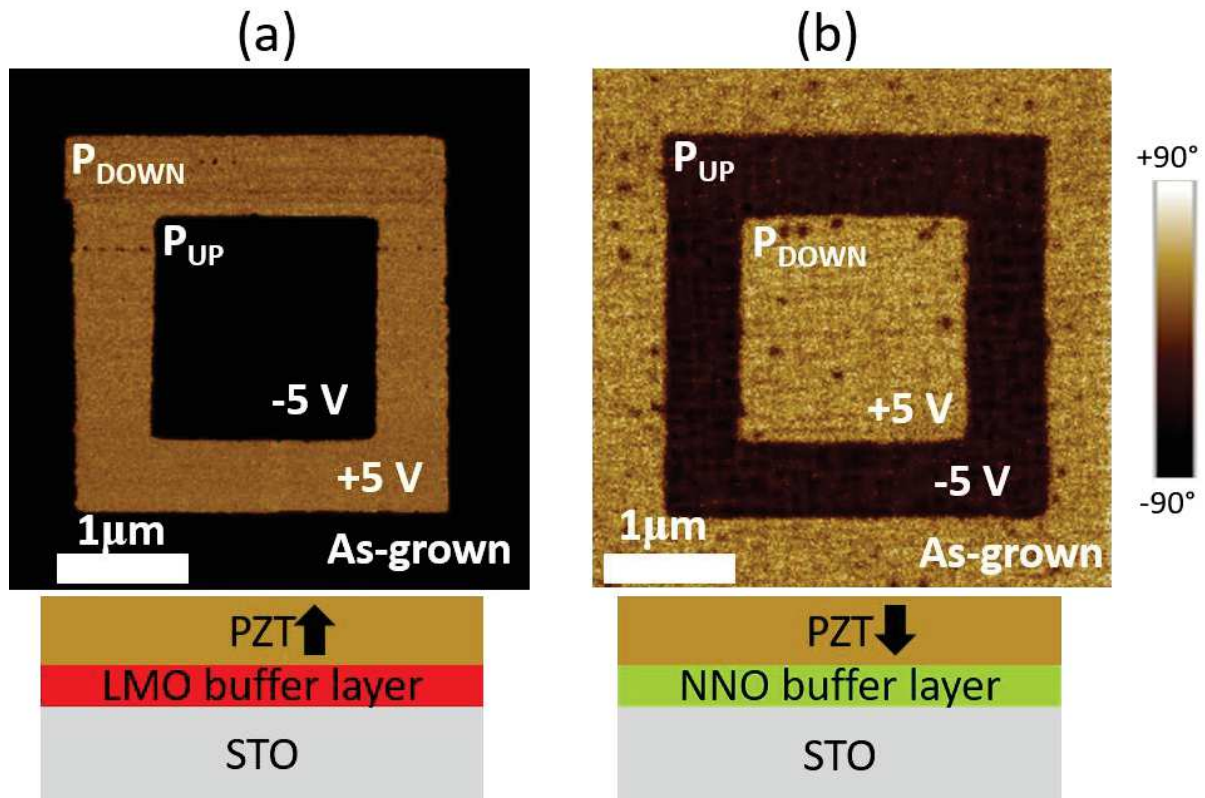 (a)
(b)
P_DOWN
P_UP
-5 V
+5 V
1μm
As-grown
P_UP
P_DOWN
+5 V
-5 V
1μm
As-grown
+90°
-90°
PZT
LMO buffer layer
STO
PZT
NNO buffer layer
STO